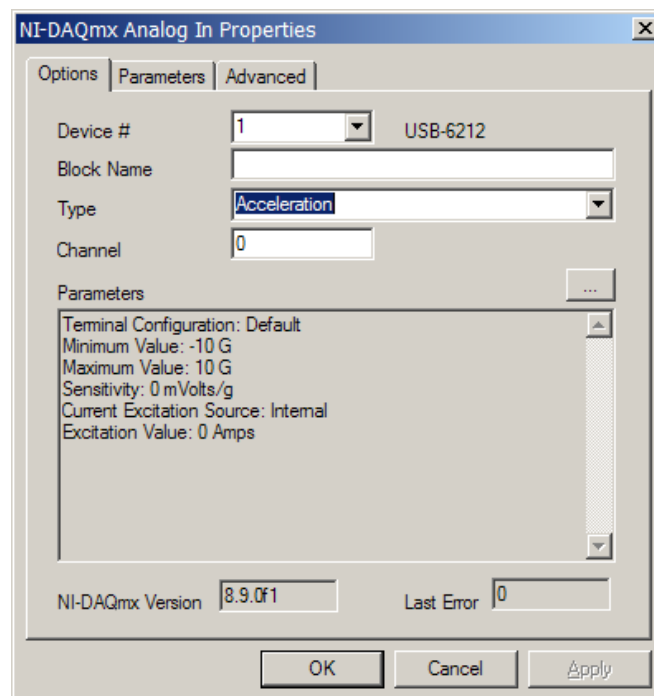 NI-DAQmx Analog In Properties
Options Parameters Advanced
Device # 1 USB-6212
Block Name
Type Acceleration
Channel 0
Parameters ...
Terminal Configuration: Default
Minimum Value: -10 G
Maximum Value: 10 G
Sensitivity: 0 mVolts/g
Current Excitation Source: Internal
Excitation Value: 0 Amps
NI-DAQmx Version 8.9.0f1 Last Error 0
OK Cancel Apply